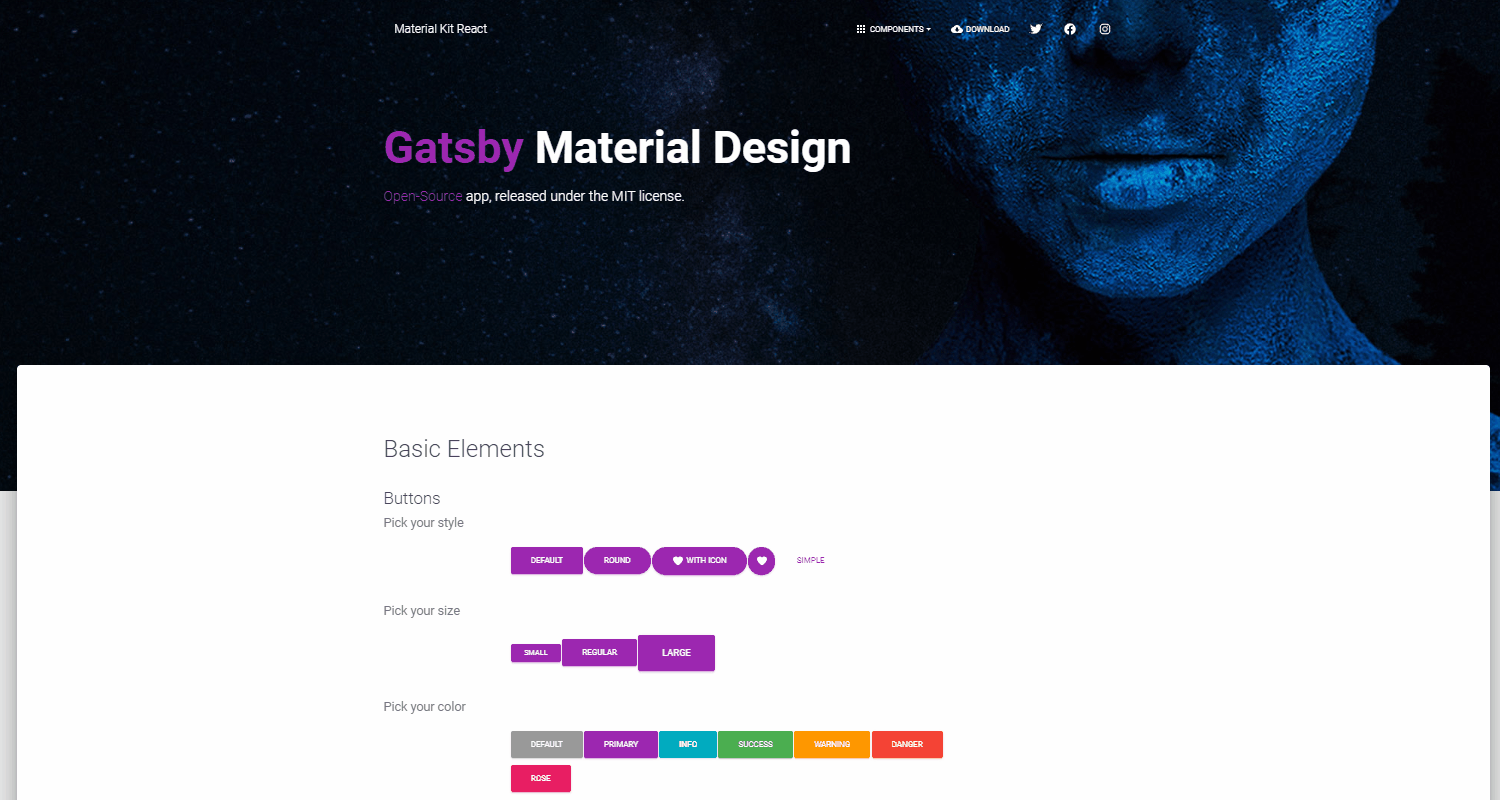 Material Kit React
COMPONENTS
DOWNLOAD
Gatsby Material Design
Open-Source app, released under the MIT license.
Basic Elements
Buttons
Pick your style
DEFAULT ROUND WITH ICON SIMPLE
Pick your size
SMALL REGULAR LARGE
Pick your color
DEFAULT PRIMARY INFO SUCCESS WARNING DANGER
ROSE